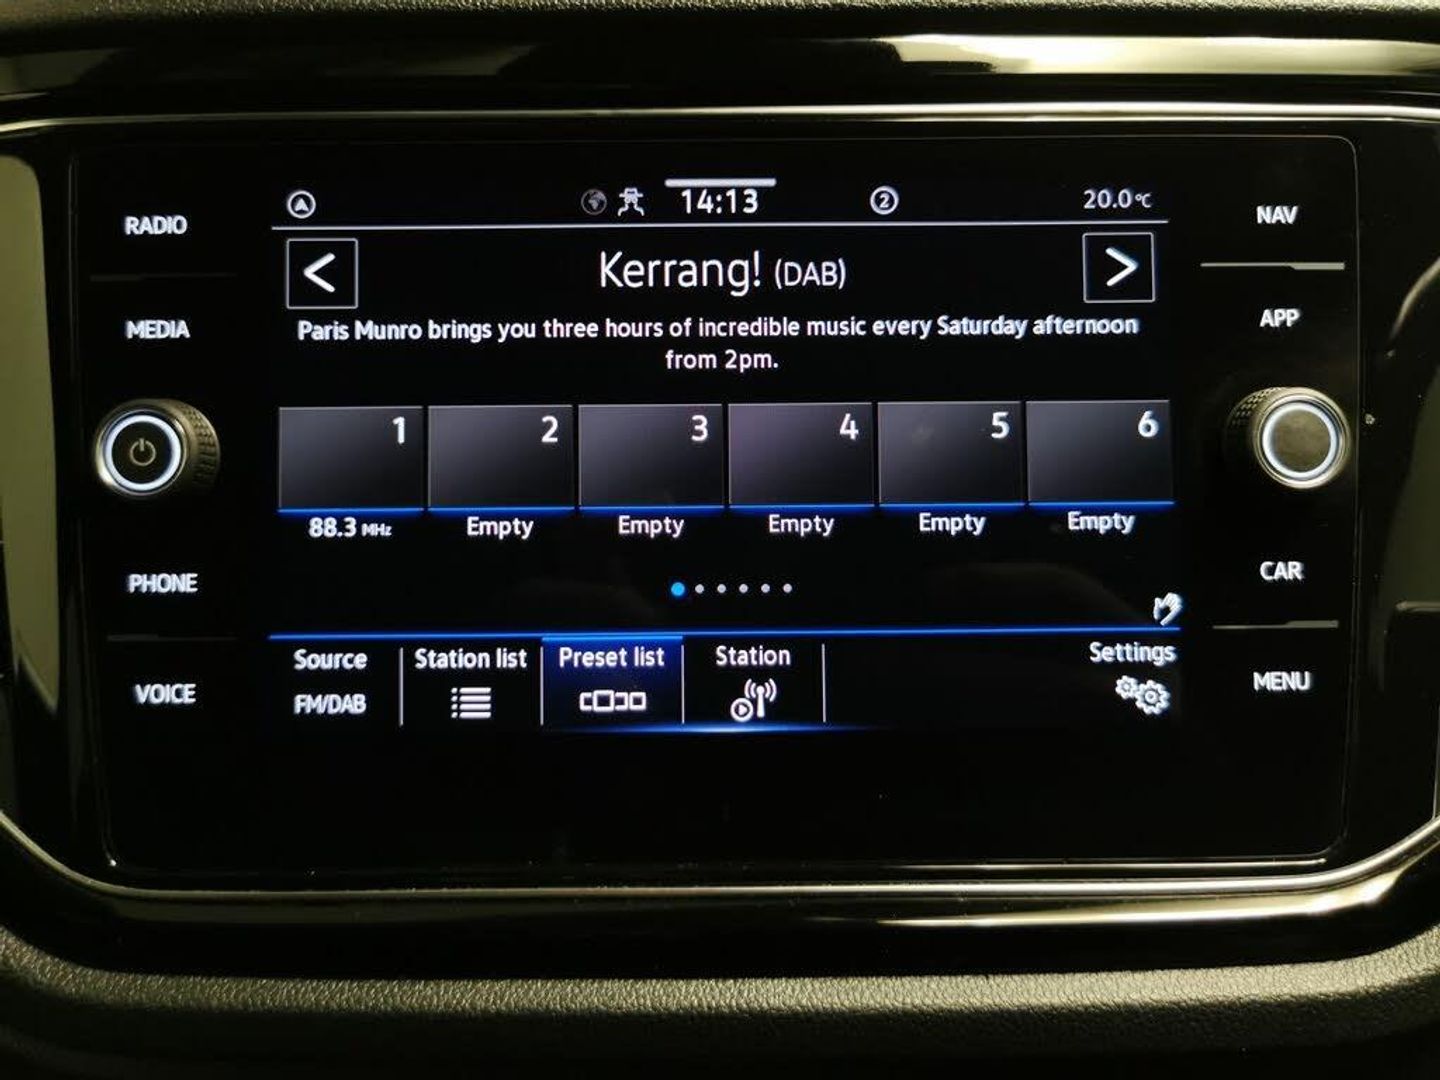 RADIO
MEDIA
PHONE
VOICE
14:13
2
20.0°C
< Kerrang! (DAB) >
Paris Munro brings you three hours of incredible music every Saturday afternoon
from 2pm.
1 2 3 4 5 6
88.3 MHz Empty Empty Empty Empty Empty
Source Station list Preset list Station Settings
FM/DAB
NAV
APP
CAR
MENU